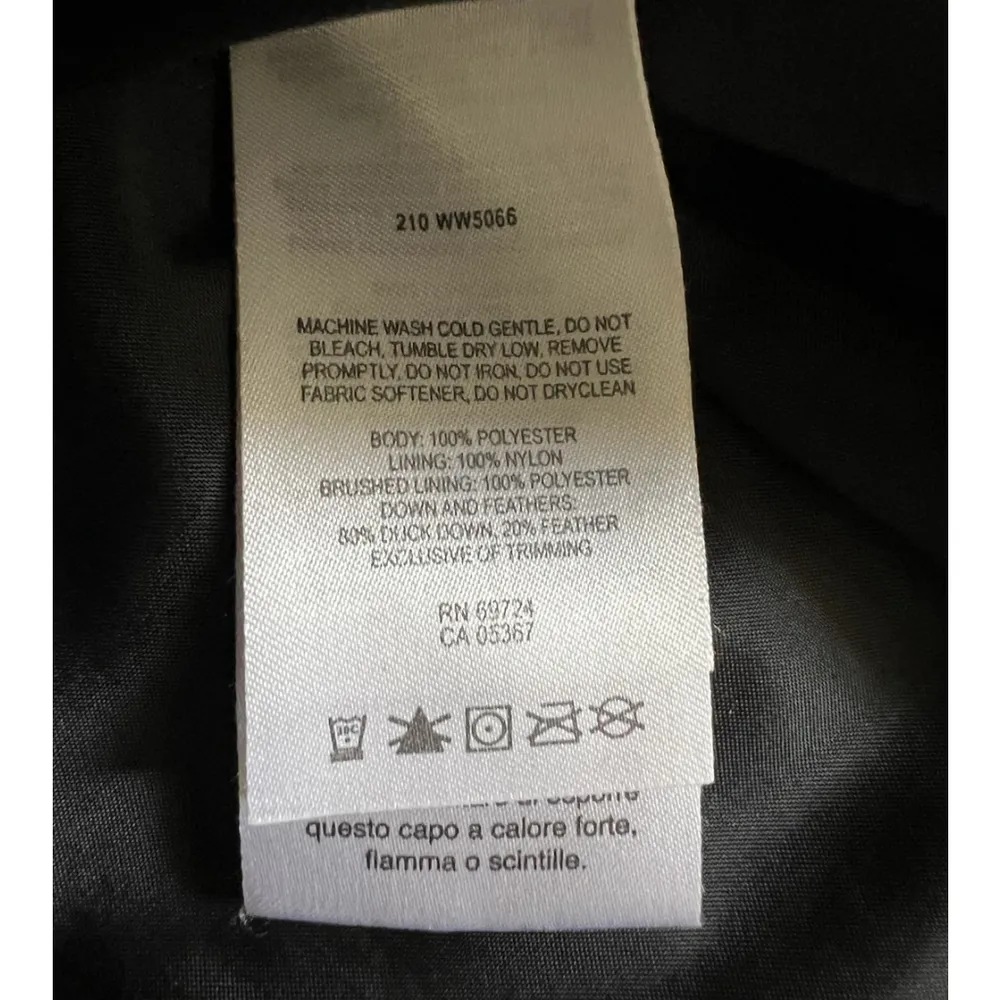 210 WW5066
MACHINE WASH COLD GENTLE, DO NOT
BLEACH, TUMBLE DRY LOW, REMOVE
PROMPTLY, DO NOT IRON, DO NOT USE
FABRIC SOFTENER, DO NOT DRYCLEAN
BODY: 100% POLYESTER
LINING: 100% NYLON
BRUSHED LINING: 100% POLYESTER
DOWN AND FEATHERS:
80% DUCK DOWN, 20% FEATHER
EXCLUSIVE OF TRIMMING
RN 69724
CA 05367
30C
questo capo a calore forte,
fiamma o scintille.